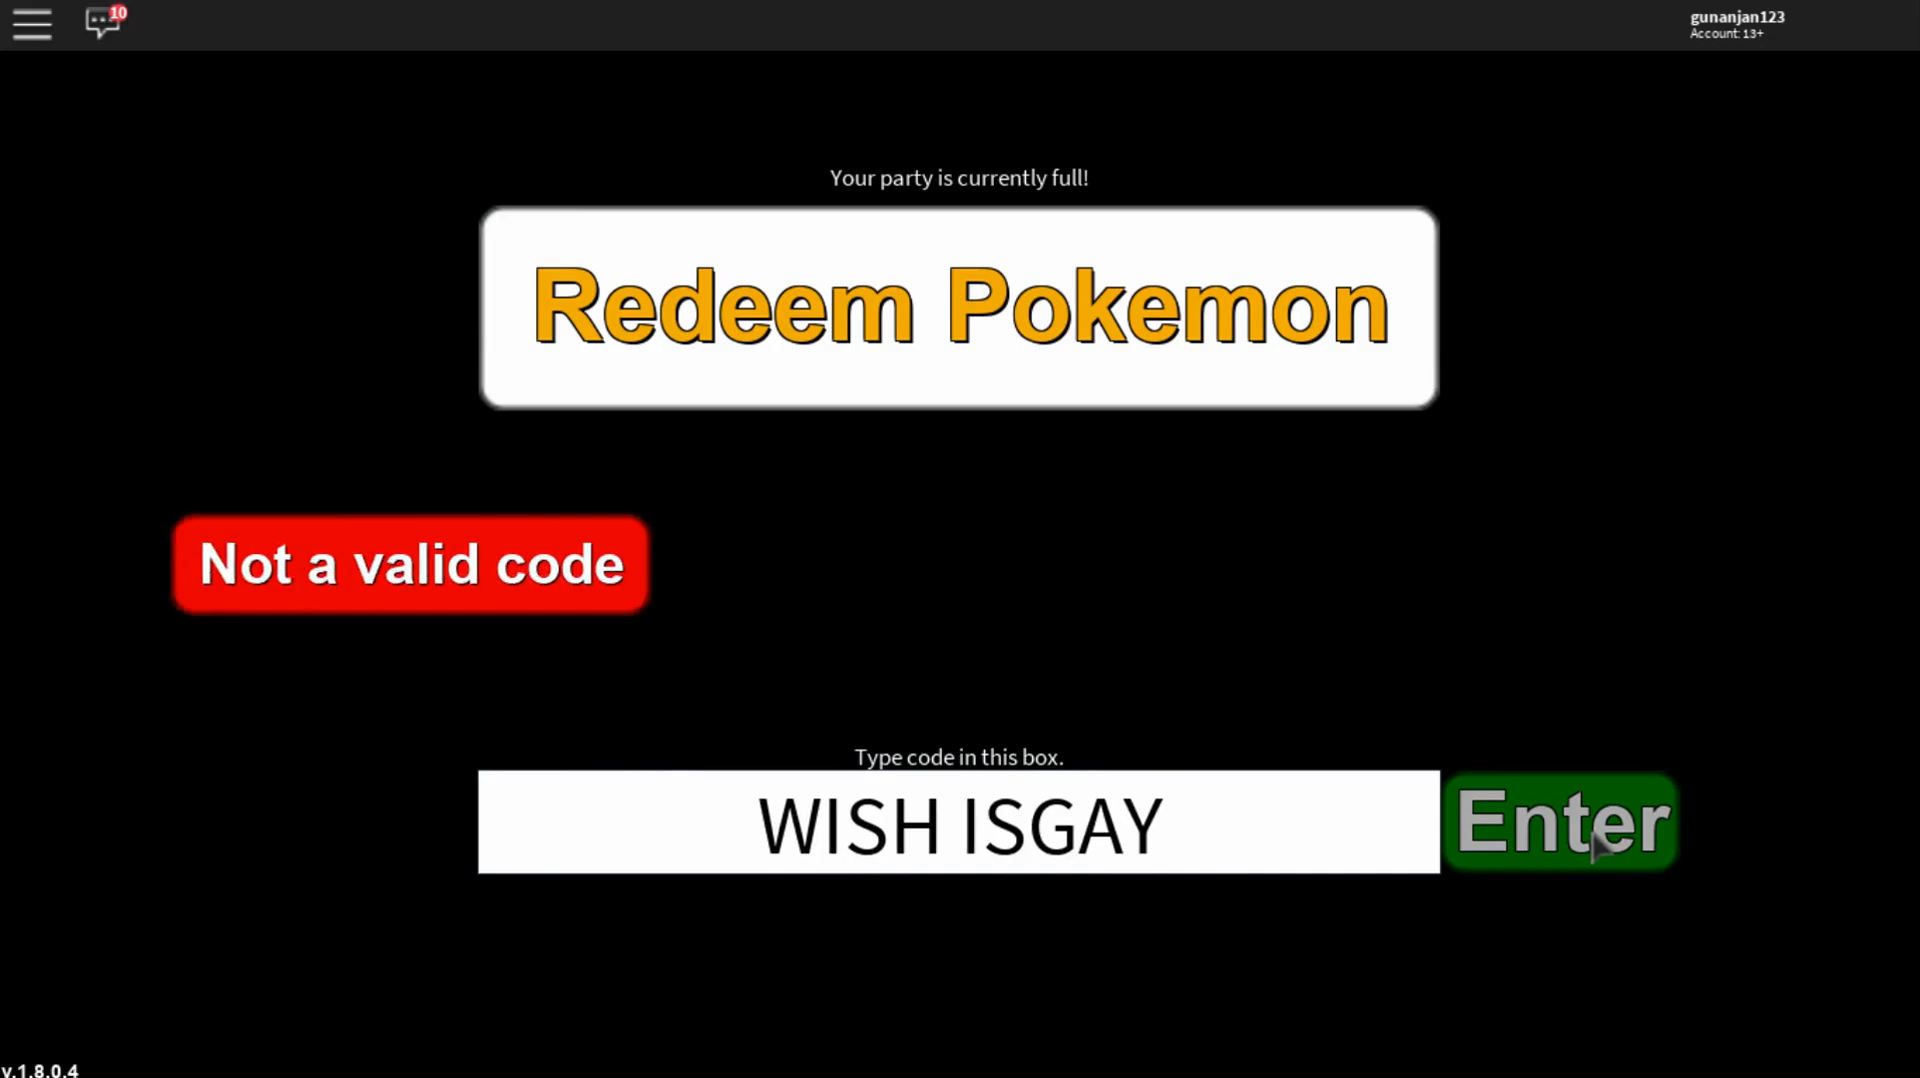 10
gunanjan123
Account: 13+
Your party is currently full!
Redeem Pokemon
Not a valid code
Type code in this box.
WISH ISGAY
Enter
v.1.8.0.4